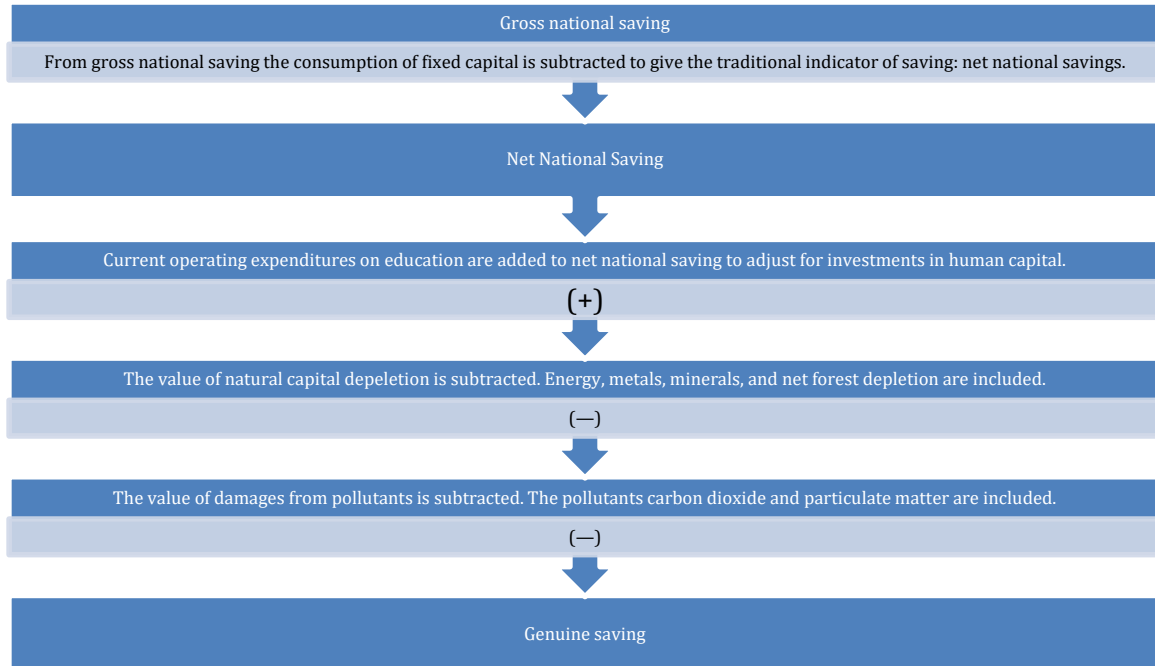 Gross national saving
From gross national saving the consumption of fixed capital is subtracted to give the traditional indicator of saving: net national savings.
Net National Saving
Current operating expenditures on education are added to net national saving to adjust for investments in human capital.
(+)
The value of natural capital depeletion is subtracted. Energy, metals, minerals, and net forest depletion are included.
(—)
The value of damages from pollutants is subtracted. The pollutants carbon dioxide and particulate matter are included.
(—)
Genuine saving